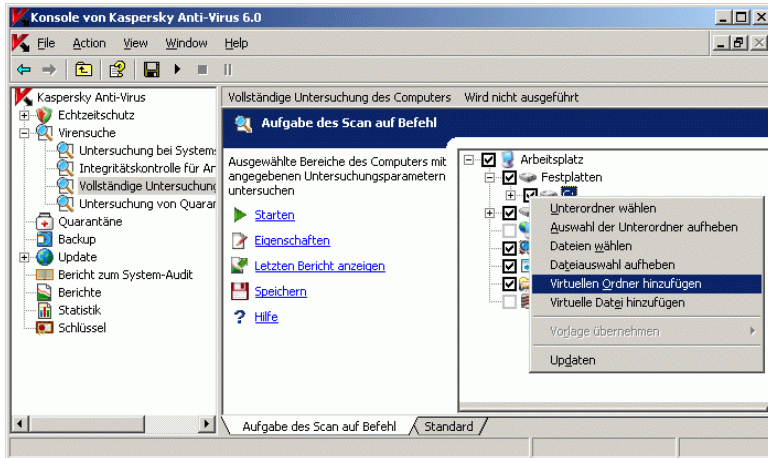 Konsole von Kaspersky Anti-Virus 6.0
File Action View Window Help
Kaspersky Anti-Virus
Echtzeitschutz
Virensuche
Untersuchung bei System:
Integritätskontrolle für Ar
Vollständige Untersuchung
Untersuchung von Quarar
Quarantäne
Backup
Update
Bericht zum System-Audit
Berichte
Statistik
Schlüssel
Vollständige Untersuchung des Computers Wird nicht ausgeführt
Aufgabe des Scan auf Befehl
Ausgewählte Bereiche des Computers mit
angegebenen Untersuchungsparametern
untersuchen
Starten
Eigenschaften
Letzten Bericht anzeigen
Speichern
Hilfe
Arbeitsplatz
Festplatten
Unterordner wählen
Auswahl der Unterordner aufheben
Dateien wählen
Dateiauswahl aufheben
Virtuellen Ordner hinzufügen
Virtuelle Datei hinzufügen
Vorlage übernehmen
Updaten
Aufgabe des Scan auf Befehl Standard